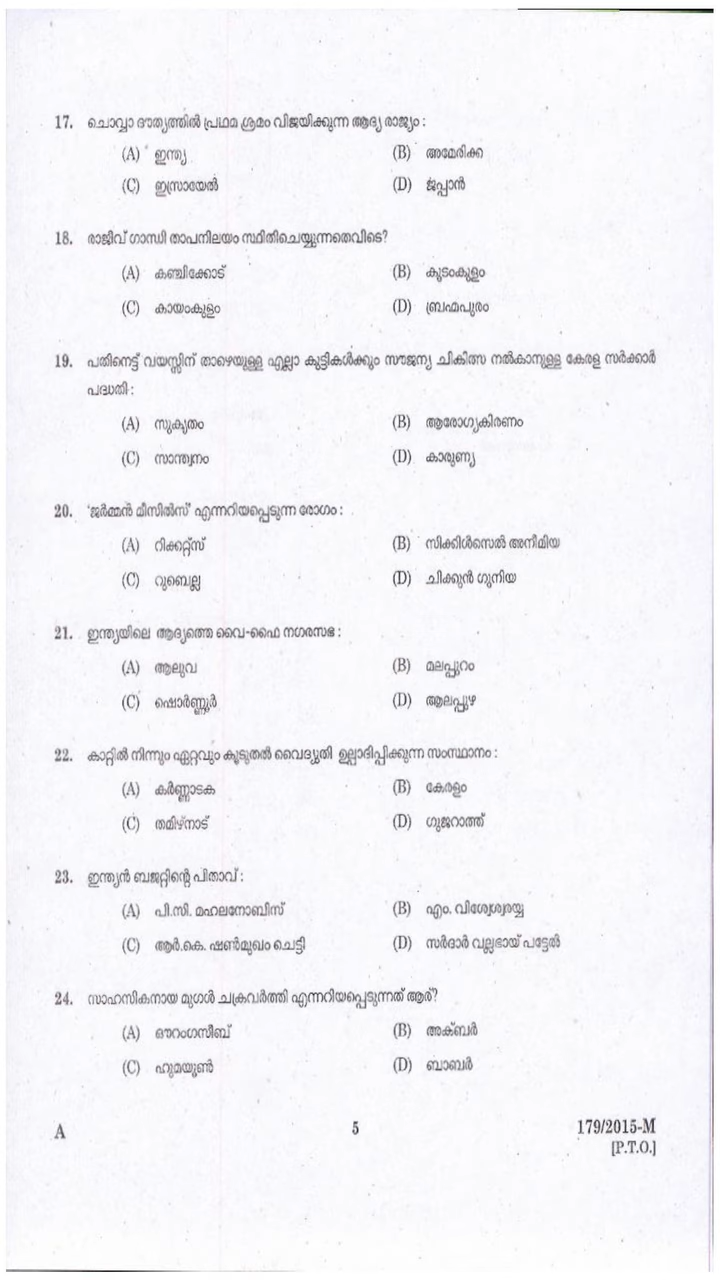 17. ചൊവ്വാ ദൗത്യത്തിൽ പ്രഥമ ശ്രമം വിജയിക്കുന്ന ആദ്യ രാജ്യം :
(A) ഇന്ത്യ (B) അമേരിക്ക
(C) ഇസ്രായേൽ (D) ജപ്പാൻ
18. രാജീവ് ഗാന്ധി താപനിലയം സ്ഥിതിചെയ്യുന്നതെവിടെ?
(A) കഞ്ചിക്കോട് (B) കൂടംകുളം
(C) കായംകുളം (D) ബ്രഹ്മപുരം
19. പതിനെട്ട് വയസ്സിന് താഴെയുള്ള എല്ലാ കുട്ടികൾക്കും സൗജന്യ ചികിത്സ നൽകാനുള്ള കേരള സർക്കാർ
പദ്ധതി :
(A) സുകൃതം (B) ആരോഗ്യകിരണം
(C) സാന്ത്വനം (D) കാരുണ്യ
20. 'ജർമ്മൻ മീസിൽസ്' എന്നറിയപ്പെടുന്ന രോഗം :
(A) റിക്കറ്റ്സ് (B) സിക്കിൾസെൽ അനീമിയ
(C) റുബെല്ല (D) ചിക്കുൻ ഗുനിയ
21. ഇന്ത്യയിലെ ആദ്യത്തെ വൈ-ഫൈ നഗരസഭ :
(A) ആലുവ (B) മലപ്പുറം
(C) ഷൊർണ്ണൂർ (D) ആലപ്പുഴ
22. കാറ്റിൽ നിന്നും ഏറ്റവും കൂടുതൽ വൈദ്യുതി ഉല്പാദിപ്പിക്കുന്ന സംസ്ഥാനം :
(A) കർണ്ണാടക (B) കേരളം
(C) തമിഴ്നാട് (D) ഗുജറാത്ത്
23. ഇന്ത്യൻ ബജറ്റിന്റെ പിതാവ് :
(A) പി.സി. മഹലനോബിസ് (B) എം. വിശ്വേശ്വരയ്യ
(C) ആർ.കെ. ഷൺമുഖം ചെട്ടി (D) സർദാർ വല്ലഭായ് പട്ടേൽ
24. സാഹസികനായ മുഗൾ ചക്രവർത്തി എന്നറിയപ്പെടുന്നത് ആര്?
(A) ഔറംഗസീബ് (B) അക്ബർ
(C) ഹുമയൂൺ (D) ബാബർ
A 5 179/2015-M
[P.T.O.]